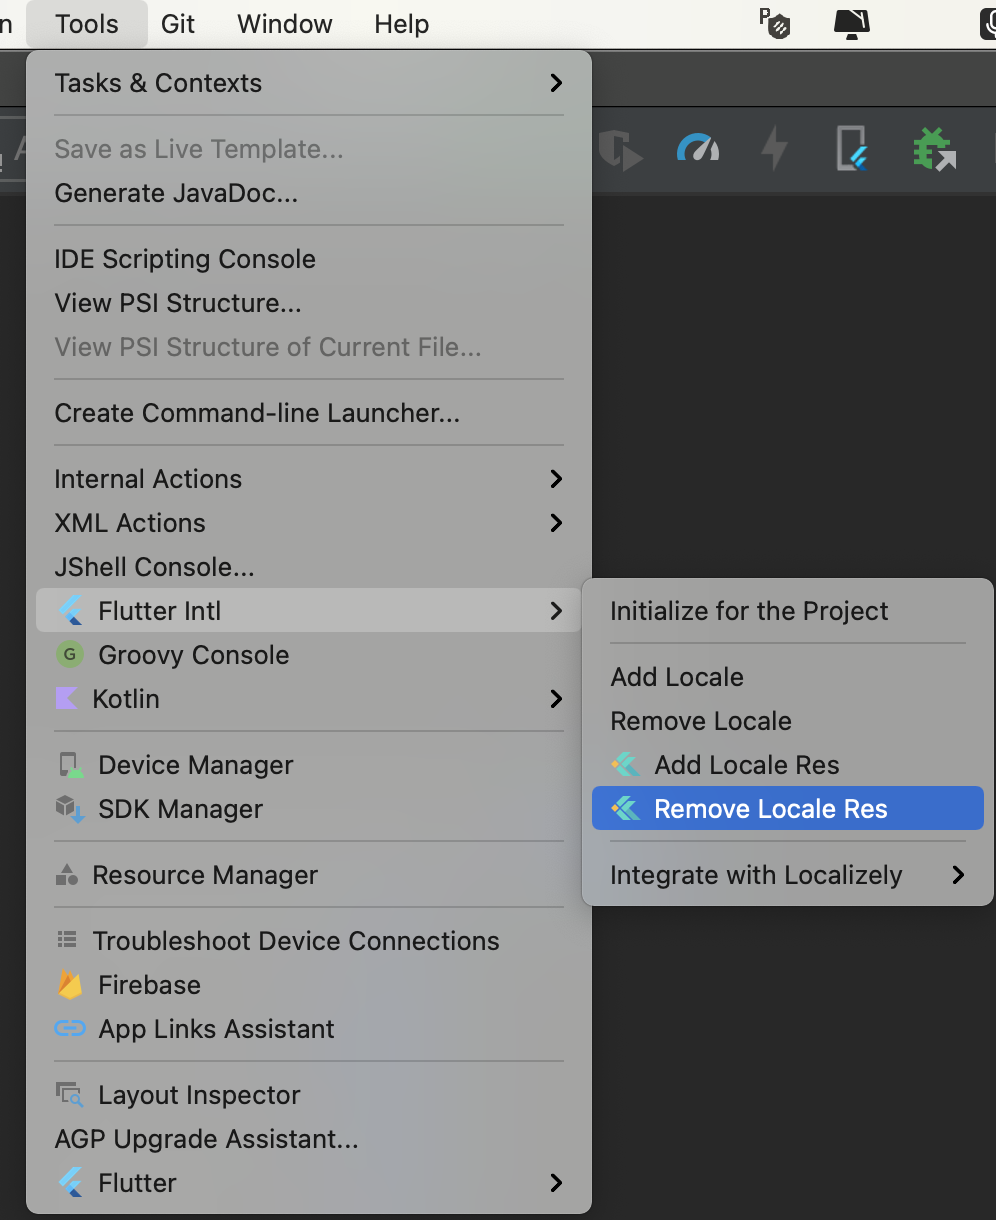 Tools Git Window Help
Tasks & Contexts
Save as Live Template...
Generate JavaDoc...
IDE Scripting Console
View PSI Structure...
View PSI Structure of Current File...
Create Command-line Launcher...
Internal Actions
XML Actions
JShell Console...
Flutter Intl
Groovy Console
Kotlin
Device Manager
SDK Manager
Resource Manager
Troubleshoot Device Connections
Firebase
App Links Assistant
Layout Inspector
AGP Upgrade Assistant...
Flutter
Initialize for the Project
Add Locale
Remove Locale
Add Locale Res
Remove Locale Res
Integrate with Localizely